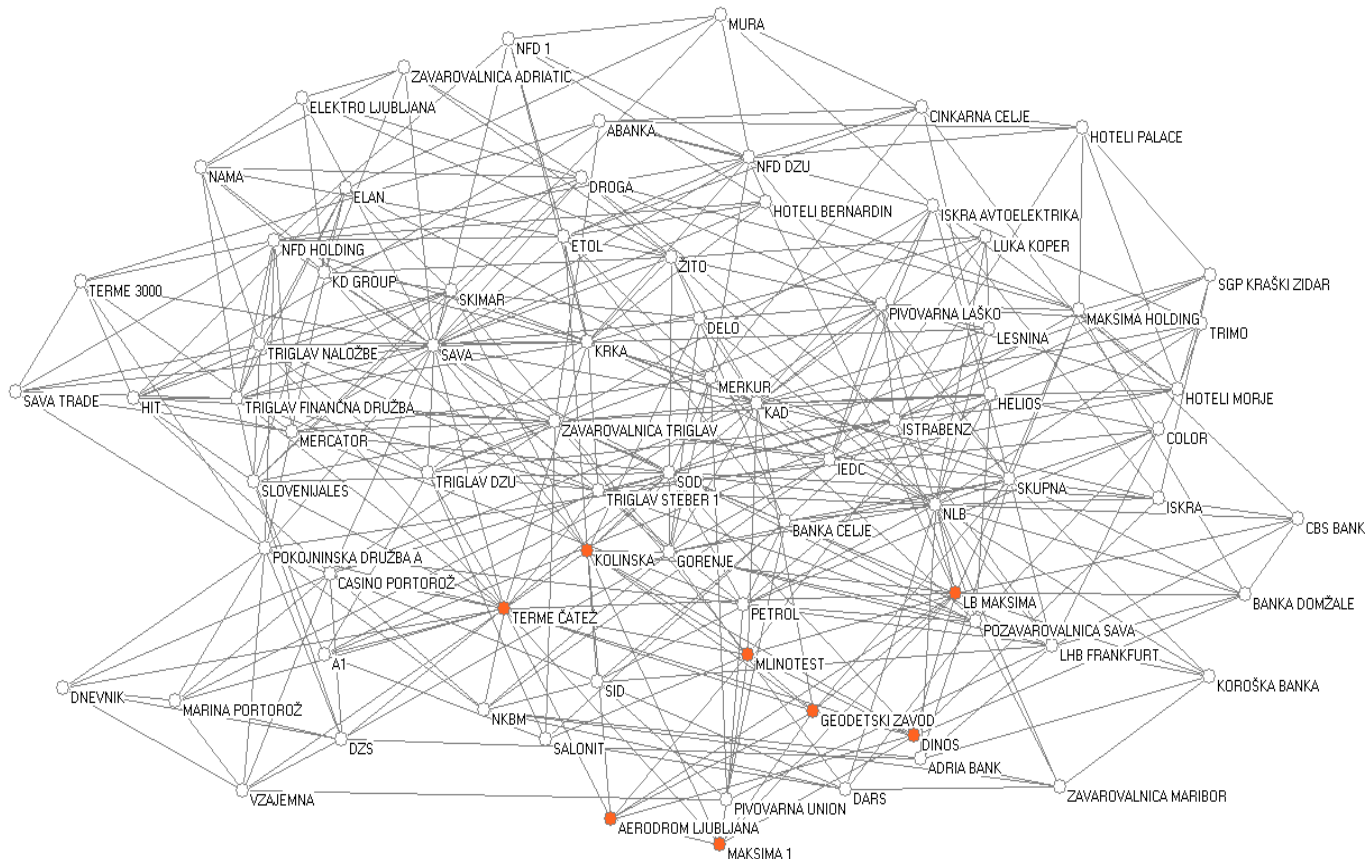 MURA
NFD 1
ZAVAROVALNICA ADRIATIC
ELEKTRO LJUBLJANA
CINKARNA CELJE
ABANKA
HOTELI PALACE
NFD DZU
NAMA
DROGA
ELAN
HOTELI BERNARDIN
ISKRA AVTOELEKTRIKA
LUKA KOPER
ETOL
NFD HOLDING
ŽITO
KD GROUP
SGP KRAŠKI ZIDAR
TERME 3000
SKIMAR
PIVOVARNA LAŠKO
MAKSIMA HOLDING
DELO
TRIMO
LESNINA
TRIGLAV NALOŽBE
SAVA
KRKA
MERKUR
SAVA TRADE
HIT
TRIGLAV FINANČNA DRUŽBA
KAD
HELIOS
HOTELI MORJE
MERCATOR
ZAVAROVALNICA TRIGLAV
ISTRABENZ
COLOR
IEDC
SLOVENIJALES
TRIGLAV DZU
SOD
SKUPNA
TRIGLAV STEBER 1
ISKRA
NLB
CBS BANK
BANKA CELJE
POKOJNINSKA DRUŽBA A
KOLINSKA
GORENJE
CASINO PORTOROŽ
LB MAKSIMA
BANKA DOMŽALE
TERME ČATEŽ
PETROL
POZAVAROVALNICA SAVA
LHB FRANKFURT
A1
MLINOTEST
KOROŠKA BANKA
DNEVNIK
SID
MARINA PORTOROŽ
NKBM
GEODETSKI ZAVOD
DZS
SALONIT
DINOS
ADRIA BANK
VZAJEMNA
PIVOVARNA UNION
DARS
ZAVAROVALNICA MARIBOR
AERODROM LJUBLJANA
MAKSIMA 1